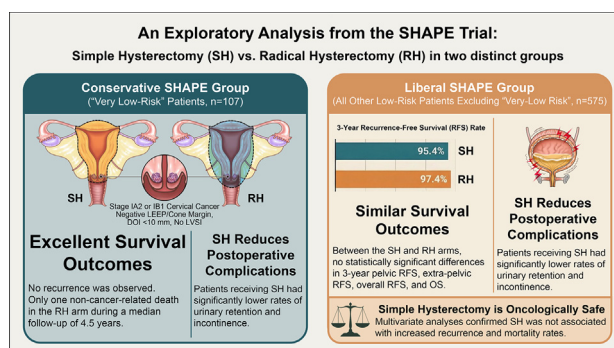 An Exploratory Analysis from the SHAPE Trial:
Simple Hysterectomy (SH) vs. Radical Hysterectomy (RH) in two distinct groups
Conservative SHAPE Group
("Very Low-Risk" Patients, n=107)
SH
RH
Stage IA2 or IB1 Cervical Cancer
Negative LEEP/Cone Margin,
DOI <10 mm, No LVSI
Excellent Survival
Outcomes
No recurrence was observed.
Only one non-cancer-related death
in the RH arm during a median
follow-up of 4.5 years.
SH Reduces
Postoperative
Complications
Patients receiving SH had
significantly lower rates of
urinary retention and
incontinence.
Liberal SHAPE Group
(All Other Low-Risk Patients Excluding "Very-Low Risk", n=575)
3-Year Recurrence-Free Survival (RFS) Rate
95.4% SH
97.4% RH
Similar Survival
Outcomes
Between the SH and RH arms,
no statistically significant differences
in 3-year pelvic RFS, extra-pelvic
RFS, overall RFS, and OS.
SH Reduces
Postoperative
Complications
Patients receiving SH had
significantly lower rates of
urinary retention and
incontinence.
Simple Hysterectomy is Oncologically Safe
Multivariate analyses confirmed SH was not associated
with increased recurrence and mortality rates.